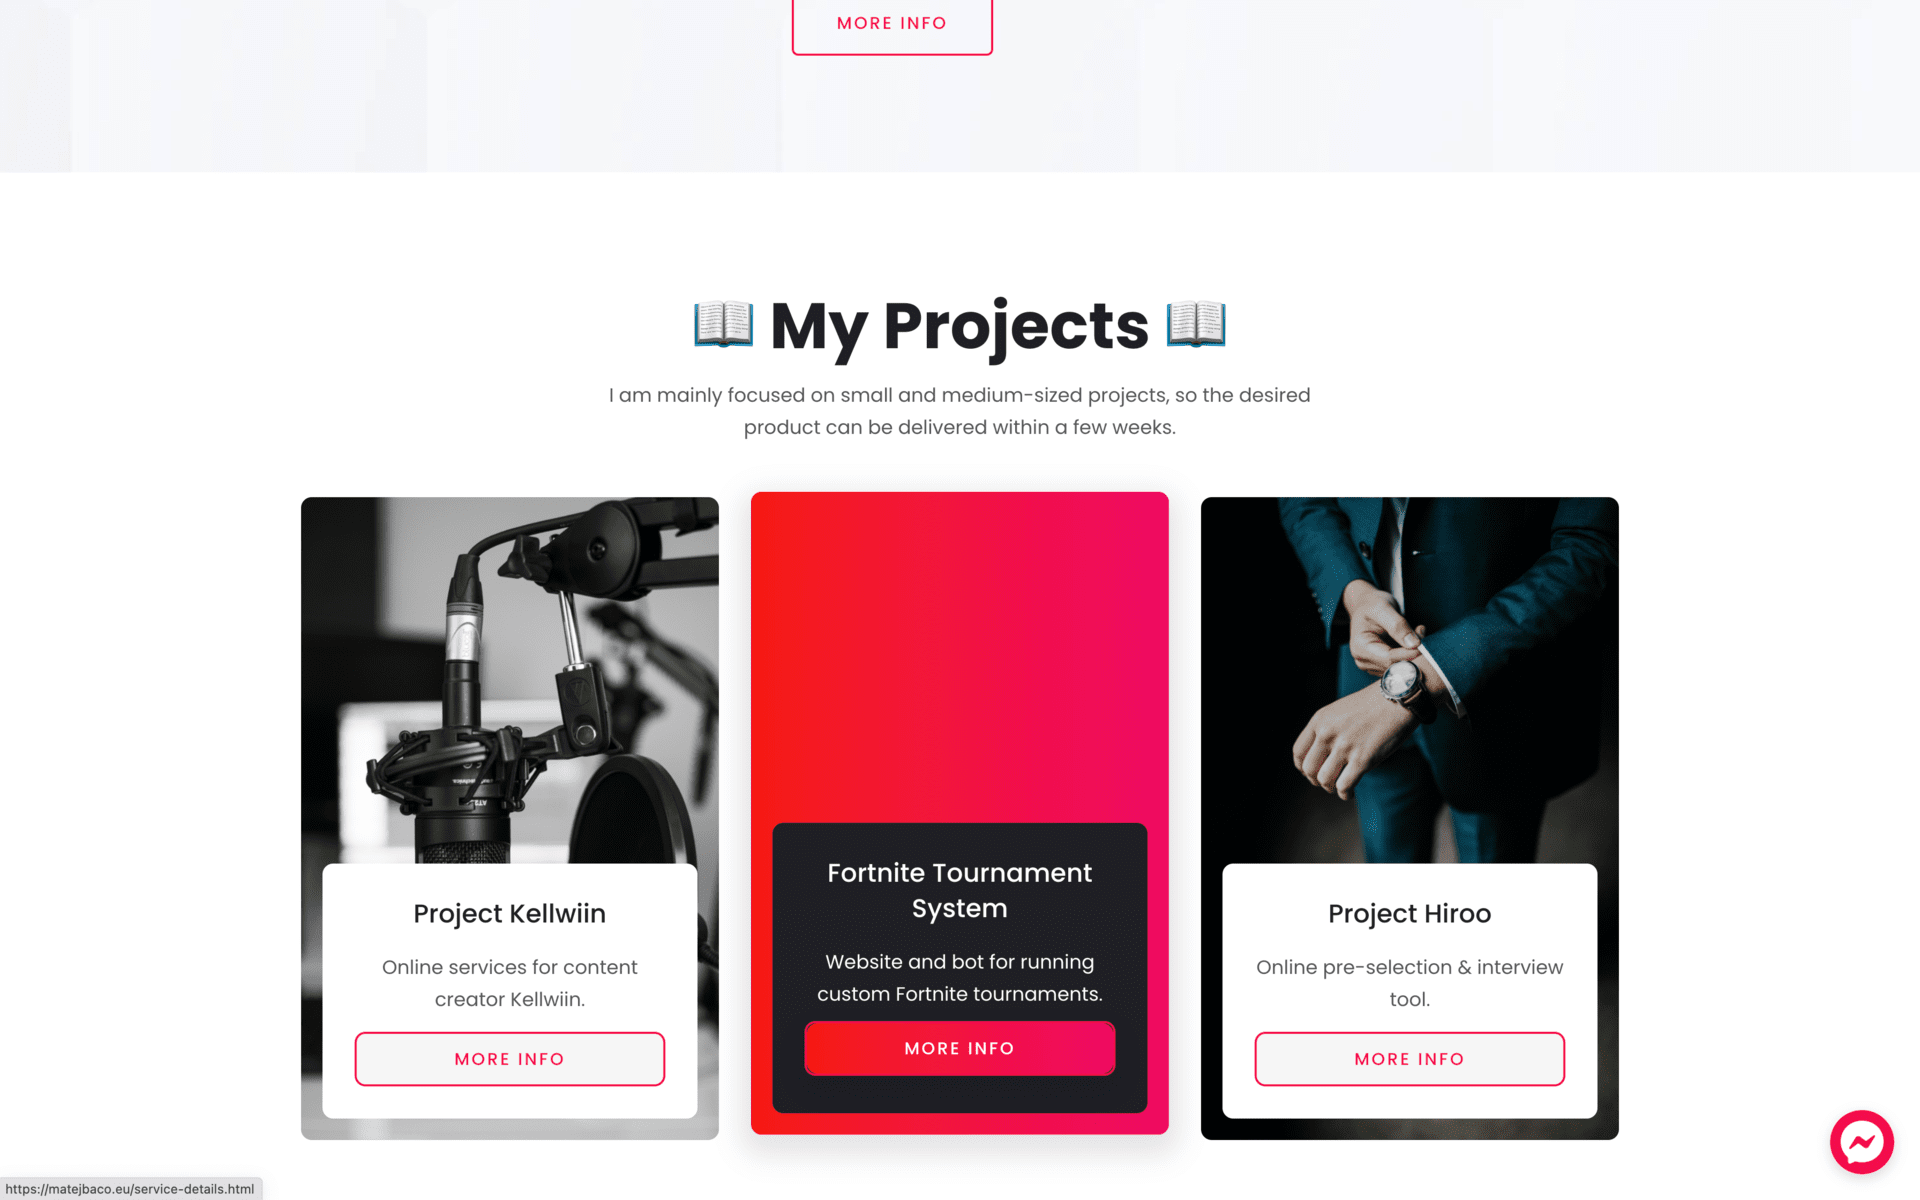 MORE INFO
📖 My Projects 📖
I am mainly focused on small and medium-sized projects, so the desired
product can be delivered within a few weeks.
Project Kellwiin
Online services for content
creator Kellwiin.
MORE INFO
Fortnite Tournament
System
Website and bot for running
custom Fortnite tournaments.
MORE INFO
Project Hiroo
Online pre-selection & interview
tool.
MORE INFO
https://matejbaco.eu/service-details.html